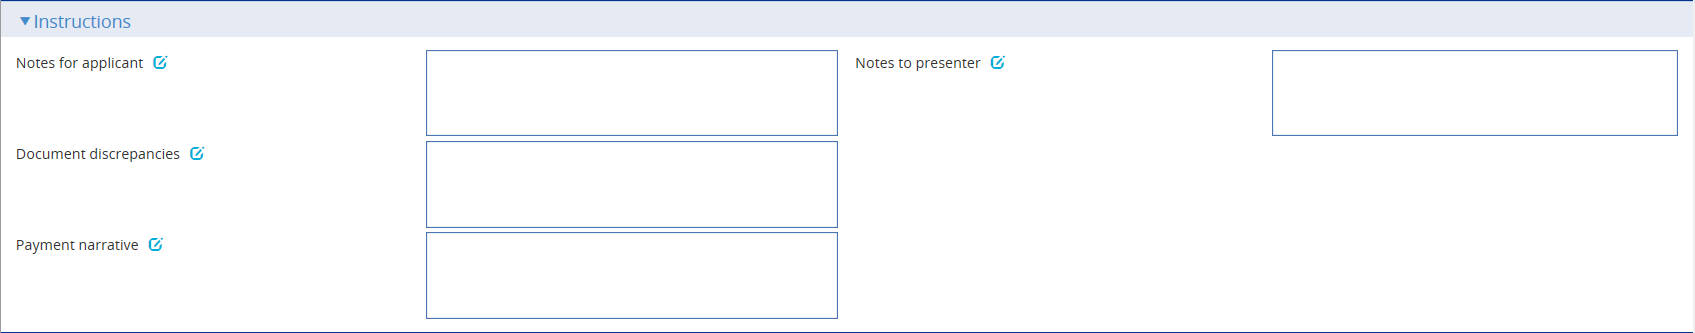 Instructions
Notes for applicant
Notes to presenter
Document discrepancies
Payment narrative